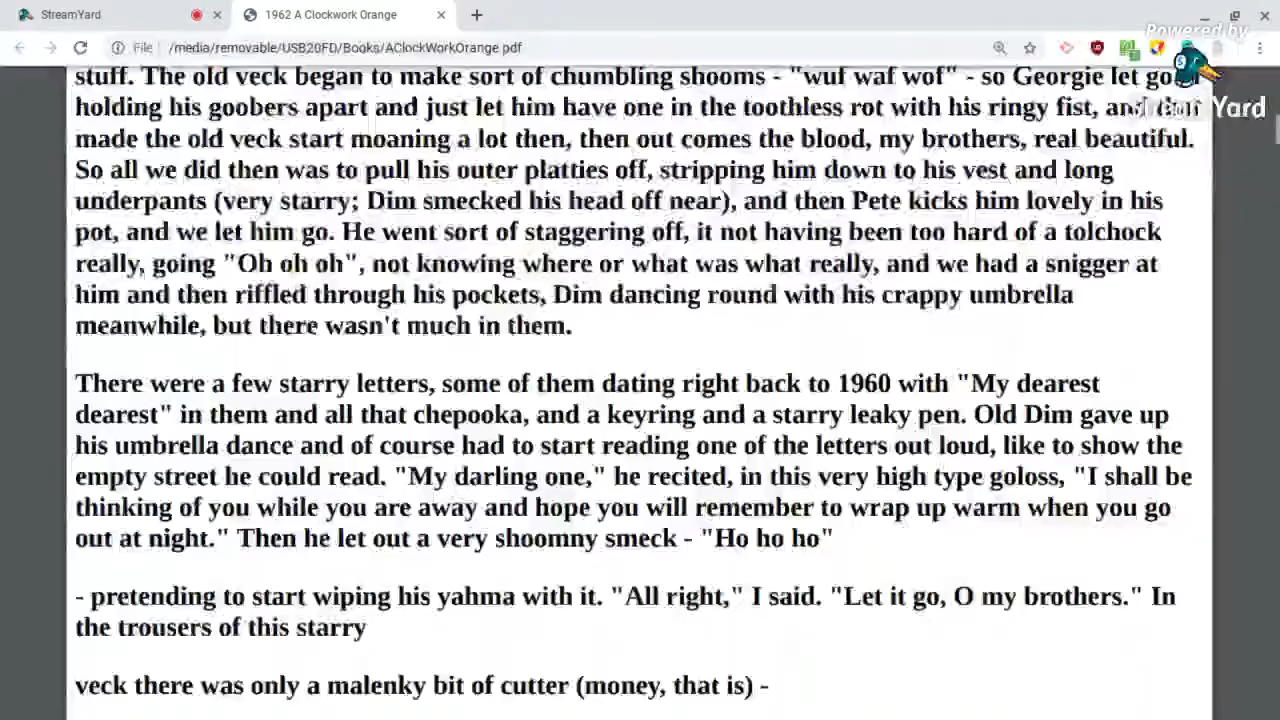 StreamYard
1962 A Clockwork Orange
File
/media/removable/USB20FD/Books/AClockWorkOrange pdf
Powered by
StreamYard
stuff. The old veck began to make sort of chumbling shooms - "wuf waf wof" - so Georgie let go
holding his goobers apart and just let him have one in the toothless rot with his ringy fist, and that
made the old veck start moaning a lot then, then out comes the blood, my brothers, real beautiful.
So all we did then was to pull his outer platties off, stripping him down to his vest and long
underpants (very starry; Dim smecked his head off near), and then Pete kicks him lovely in his
pot, and we let him go. He went sort of staggering off, it not having been too hard of a tolchock
really, going "Oh oh oh", not knowing where or what was what really, and we had a snigger at
him and then riffled through his pockets, Dim dancing round with his crappy umbrella
meanwhile, but there wasn't much in them.
There were a few starry letters, some of them dating right back to 1960 with "My dearest
dearest" in them and all that chepooka, and a keyring and a starry leaky pen. Old Dim gave up
his umbrella dance and of course had to start reading one of the letters out loud, like to show the
empty street he could read. "My darling one," he recited, in this very high type goloss, "I shall be
thinking of you while you are away and hope you will remember to wrap up warm when you go
out at night." Then he let out a very shoomny smeck - "Ho ho ho"
- pretending to start wiping his yahma with it. "All right," I said. "Let it go, O my brothers." In
the trousers of this starry
veck there was only a malenky bit of cutter (money, that is) -